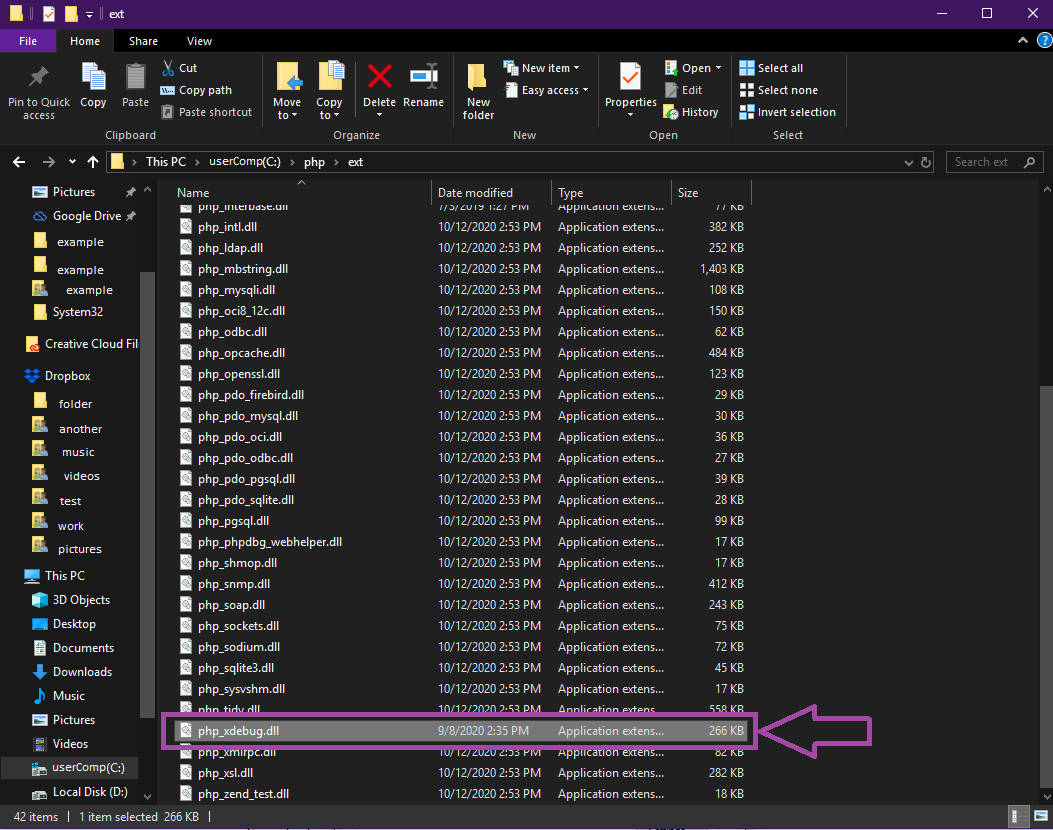 ext
File Home Share View
Pin to Quick access
Copy
Paste
Cut
Copy path
Paste shortcut
Clipboard
Move to
Copy to
Delete
Rename
Organize
New folder
New item
Easy access
New
Properties
Open
Edit
History
Open
Select all
Select none
Invert selection
Select
This PC > userComp(C:) > php > ext
Search ext
Pictures
Google Drive
example
example
example
System32
Creative Cloud Fil
Dropbox
folder
another
music
videos
test
work
pictures
This PC
3D Objects
Desktop
Documents
Downloads
Music
Pictures
Videos
userComp(C:)
Local Disk (D:)
Name Date modified Type Size
php_interbase.dll 7/3/2019 1:27 PM Application extens... 77 KB
php_intl.dll 10/12/2020 2:53 PM Application extens... 382 KB
php_ldap.dll 10/12/2020 2:53 PM Application extens... 252 KB
php_mbstring.dll 10/12/2020 2:53 PM Application extens... 1,403 KB
php_mysqli.dll 10/12/2020 2:53 PM Application extens... 108 KB
php_oci8_12c.dll 10/12/2020 2:53 PM Application extens... 150 KB
php_odbc.dll 10/12/2020 2:53 PM Application extens... 62 KB
php_opcache.dll 10/12/2020 2:53 PM Application extens... 484 KB
php_openssl.dll 10/12/2020 2:53 PM Application extens... 123 KB
php_pdo_firebird.dll 10/12/2020 2:53 PM Application extens... 29 KB
php_pdo_mysql.dll 10/12/2020 2:53 PM Application extens... 30 KB
php_pdo_oci.dll 10/12/2020 2:53 PM Application extens... 36 KB
php_pdo_odbc.dll 10/12/2020 2:53 PM Application extens... 27 KB
php_pdo_pgsql.dll 10/12/2020 2:53 PM Application extens... 39 KB
php_pdo_sqlite.dll 10/12/2020 2:53 PM Application extens... 28 KB
php_pgsql.dll 10/12/2020 2:53 PM Application extens... 99 KB
php_phpdbg_webhelper.dll 10/12/2020 2:53 PM Application extens... 17 KB
php_shmop.dll 10/12/2020 2:53 PM Application extens... 17 KB
php_snmp.dll 10/12/2020 2:53 PM Application extens... 412 KB
php_soap.dll 10/12/2020 2:53 PM Application extens... 243 KB
php_sockets.dll 10/12/2020 2:53 PM Application extens... 75 KB
php_sodium.dll 10/12/2020 2:53 PM Application extens... 72 KB
php_sqlite3.dll 10/12/2020 2:53 PM Application extens... 45 KB
php_sysvshm.dll 10/12/2020 2:53 PM Application extens... 17 KB
php_tidy.dll 10/12/2020 2:53 PM Application extens... 558 KB
php_xdebug.dll 9/8/2020 2:35 PM Application extens... 266 KB
php_xmlrpc.dll 10/12/2020 2:53 PM Application extens... 82 KB
php_xsl.dll 10/12/2020 2:53 PM Application extens... 282 KB
php_zend_test.dll 10/12/2020 2:53 PM Application extens... 18 KB
42 items 1 item selected 266 KB